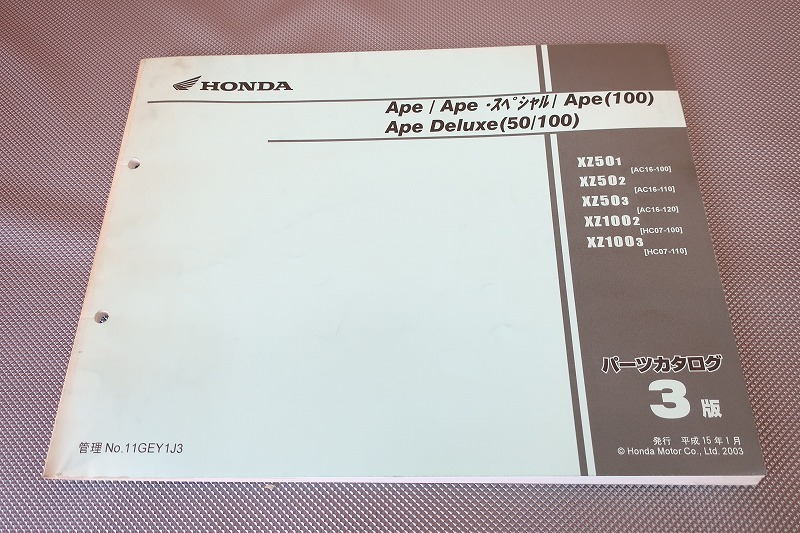 HONDA
Ape / Ape ・ｽﾍﾟｼｬﾙ / Ape(100)
Ape Deluxe(50/100)
XZ501 [AC16-100]
XZ502 [AC16-110]
XZ503 [AC16-120]
XZ1002 [HC07-100]
XZ1003 [HC07-110]
パーツカタログ
3 版
発行 平成15年1月
© Honda Motor Co., Ltd. 2003
管理 No.11GEY1J3